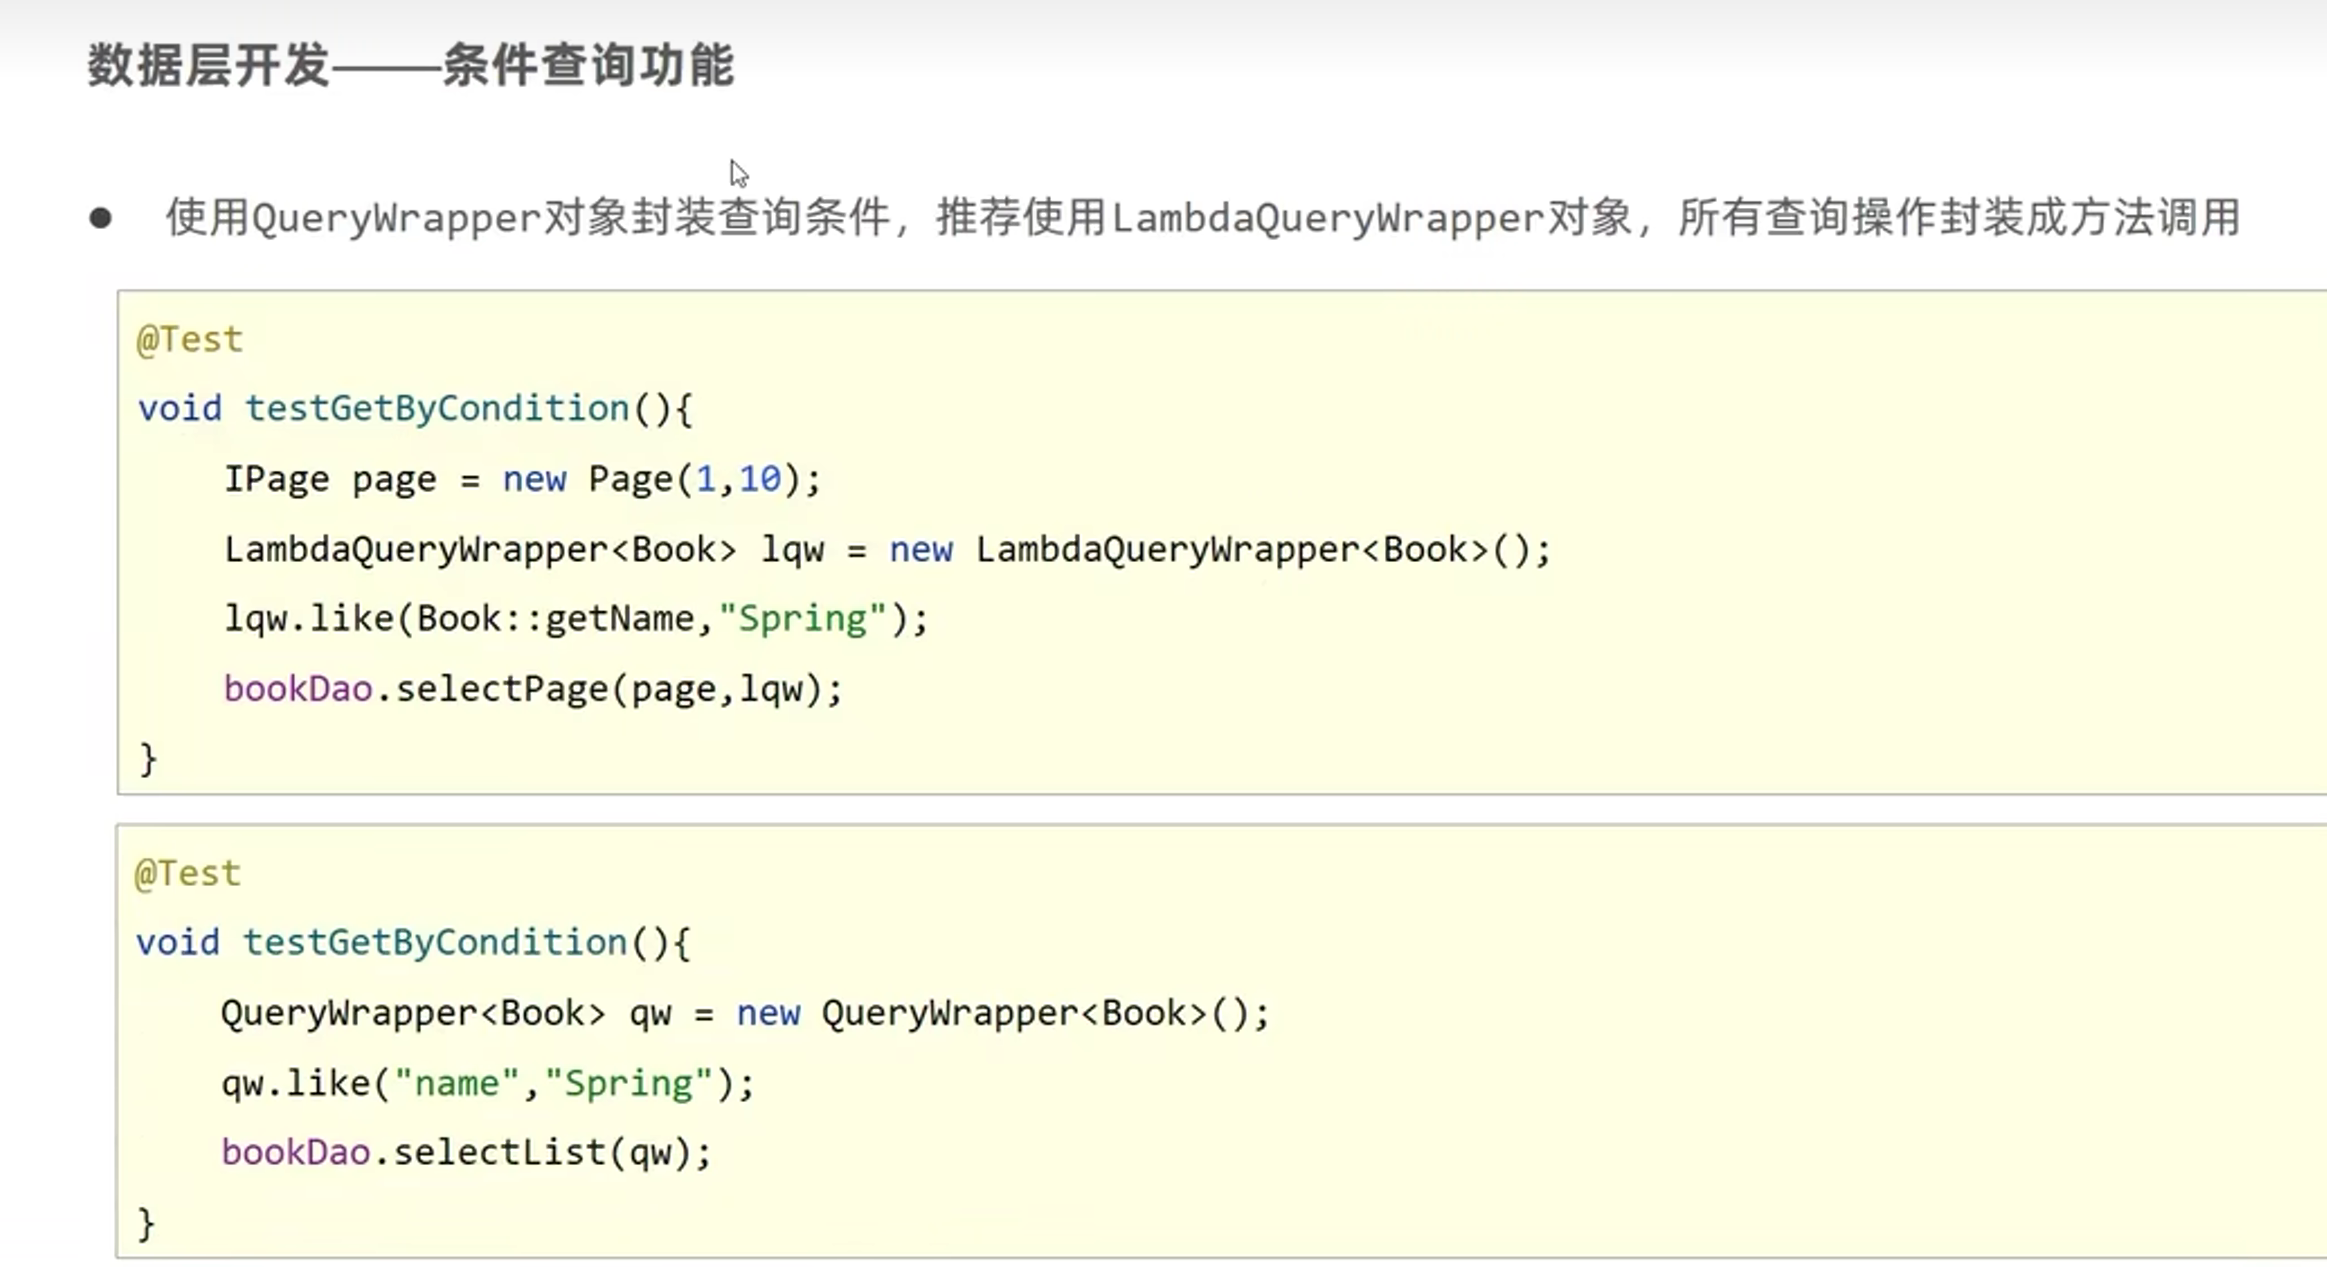 数据层开发——条件查询功能
● 使用QueryWrapper对象封装查询条件，推荐使用LambdaQueryWrapper对象，所有查询操作封装成方法调用
@Test
void testGetByCondition(){
    IPage page = new Page(1,10);
    LambdaQueryWrapper<Book> lqw = new LambdaQueryWrapper<Book>();
    lqw.like(Book::getName,"Spring");
    bookDao.selectPage(page,lqw);
}
@Test
void testGetByCondition(){
    QueryWrapper<Book> qw = new QueryWrapper<Book>();
    qw.like("name","Spring");
    bookDao.selectList(qw);
}